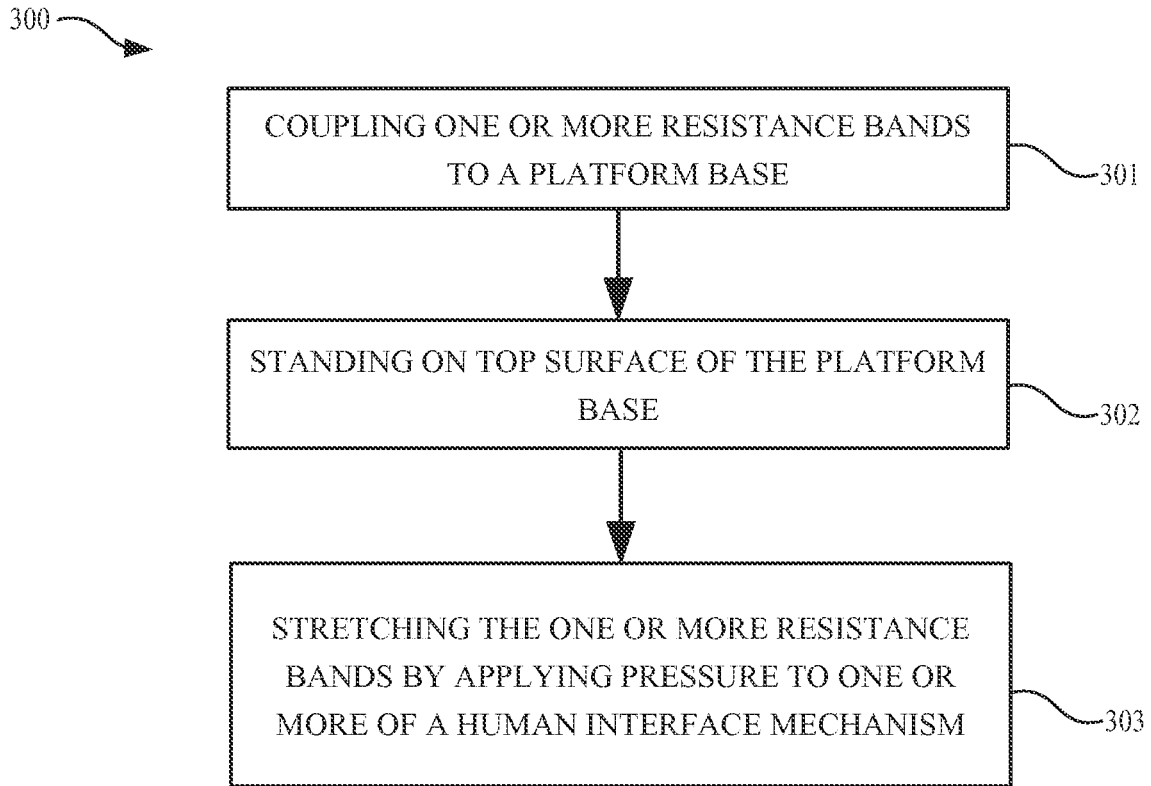 300
COUPLING ONE OR MORE RESISTANCE BANDS
TO A PLATFORM BASE
301
STANDING ON TOP SURFACE OF THE PLATFORM
BASE
302
STRETCHING THE ONE OR MORE RESISTANCE
BANDS BY APPLYING PRESSURE TO ONE OR
MORE OF A HUMAN INTERFACE MECHANISM
303